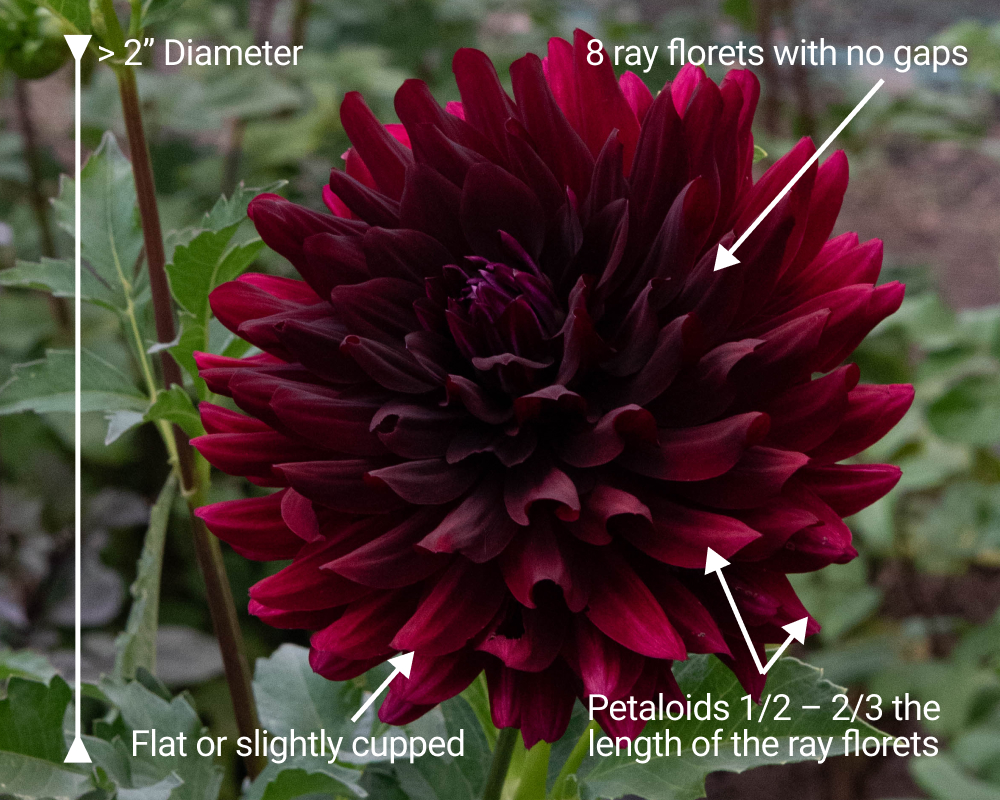 > 2” Diameter
8 ray florets with no gaps
Flat or slightly cupped
Petaloids 1/2 – 2/3 the
length of the ray florets